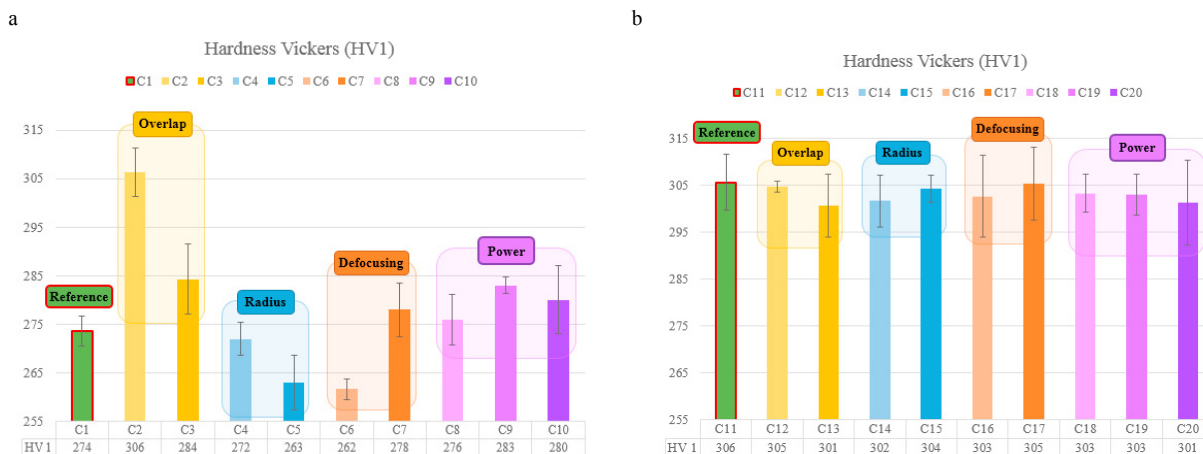 a
Hardness Vickers (HV1)
C1 C2 C3 C4 C5 C6 C7 C8 C9 C10
315
305
295
285
275
265
255
Overlap
Reference
Radius
Defocusing
Power
C1 C2 C3 C4 C5 C6 C7 C8 C9 C10
HV 1 274 306 284 272 263 262 278 276 283 280
b
Hardness Vickers (HV1)
C11 C12 C13 C14 C15 C16 C17 C18 C19 C20
315
305
295
285
275
265
255
Reference
Overlap
Radius
Defocusing
Power
C11 C12 C13 C14 C15 C16 C17 C18 C19 C20
HV 1 306 305 301 302 304 303 305 303 303 301